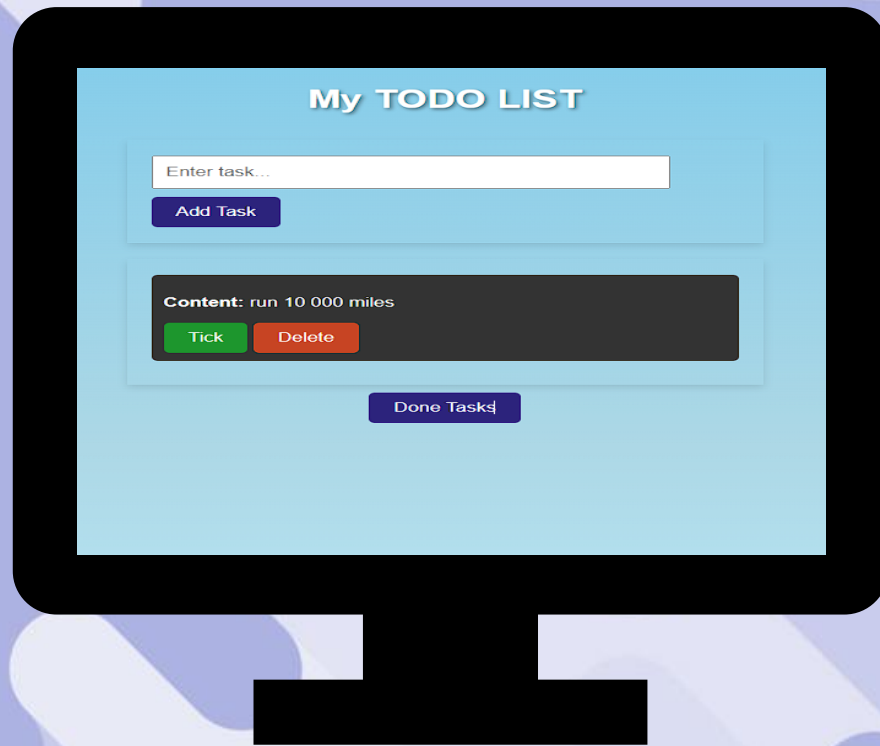 My TODO LIST
Enter task...
Add Task
Content: run 10 000 miles
Tick Delete
Done Tasks